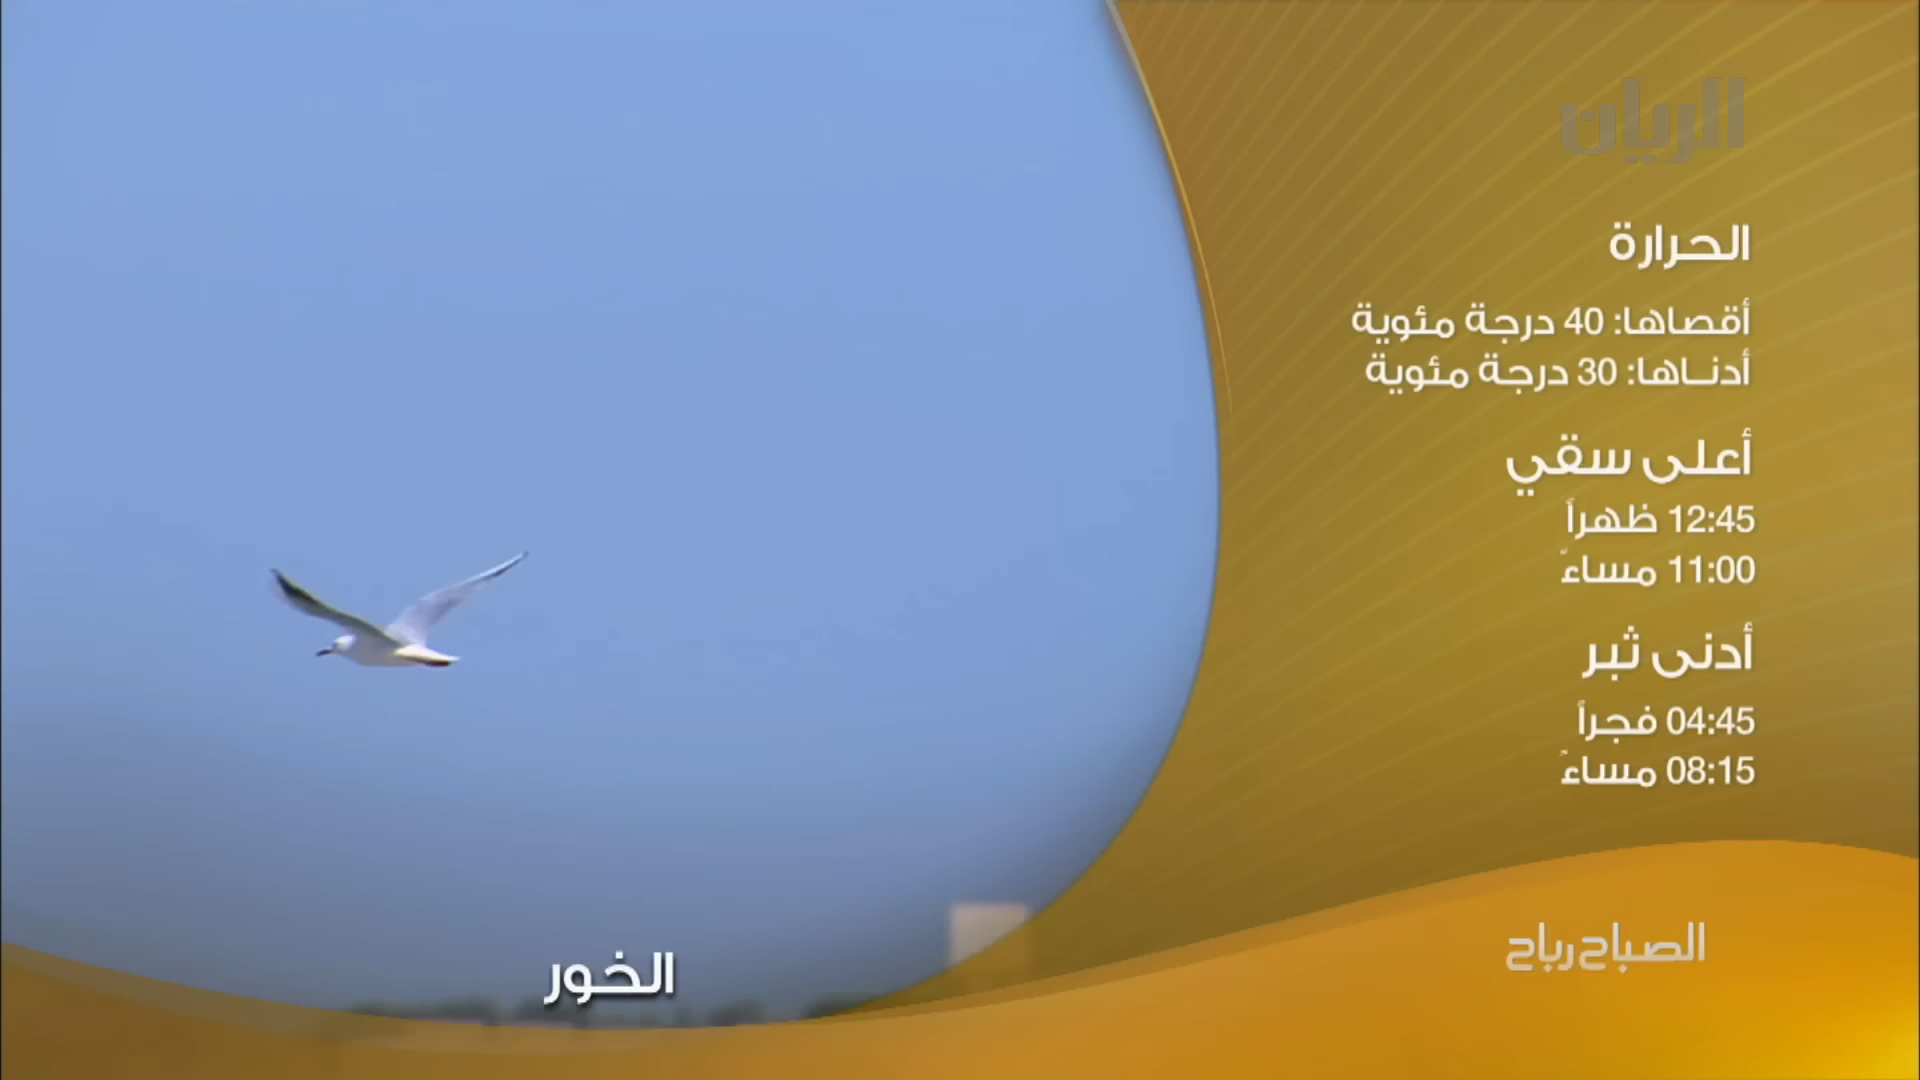 الريان
الحرارة
أقصاها: 40 درجة مئوية
أدناها: 30 درجة مئوية
أعلى سقي
12:45 ظهراً
11:00 مساءً
أدنى ثبر
04:45 فجراً
08:15 مساءً
الصباح رباح
الخور